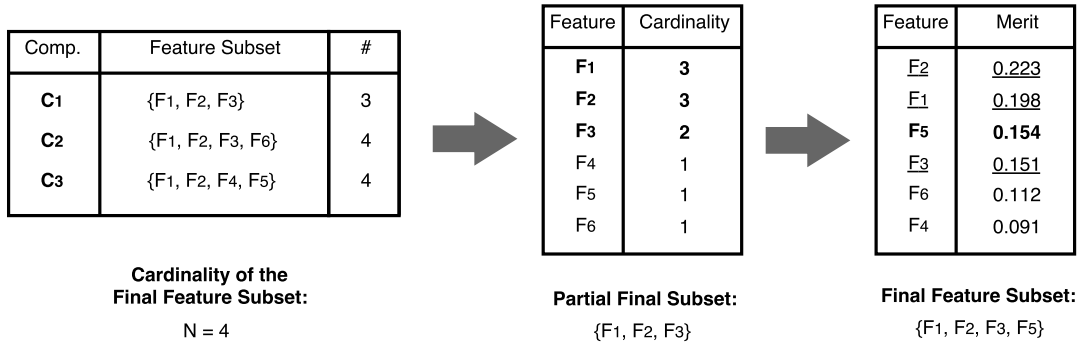 Comp. Feature Subset #
C1 {F1, F2, F3} 3
C2 {F1, F2, F3, F6} 4
C3 {F1, F2, F4, F5} 4
Cardinality of the
Final Feature Subset:
N = 4
Feature Cardinality
F1 3
F2 3
F3 2
F4 1
F5 1
F6 1
Partial Final Subset:
{F1, F2, F3}
Feature Merit
F2 0.223
F1 0.198
F5 0.154
F3 0.151
F6 0.112
F4 0.091
Final Feature Subset:
{F1, F2, F3, F5}